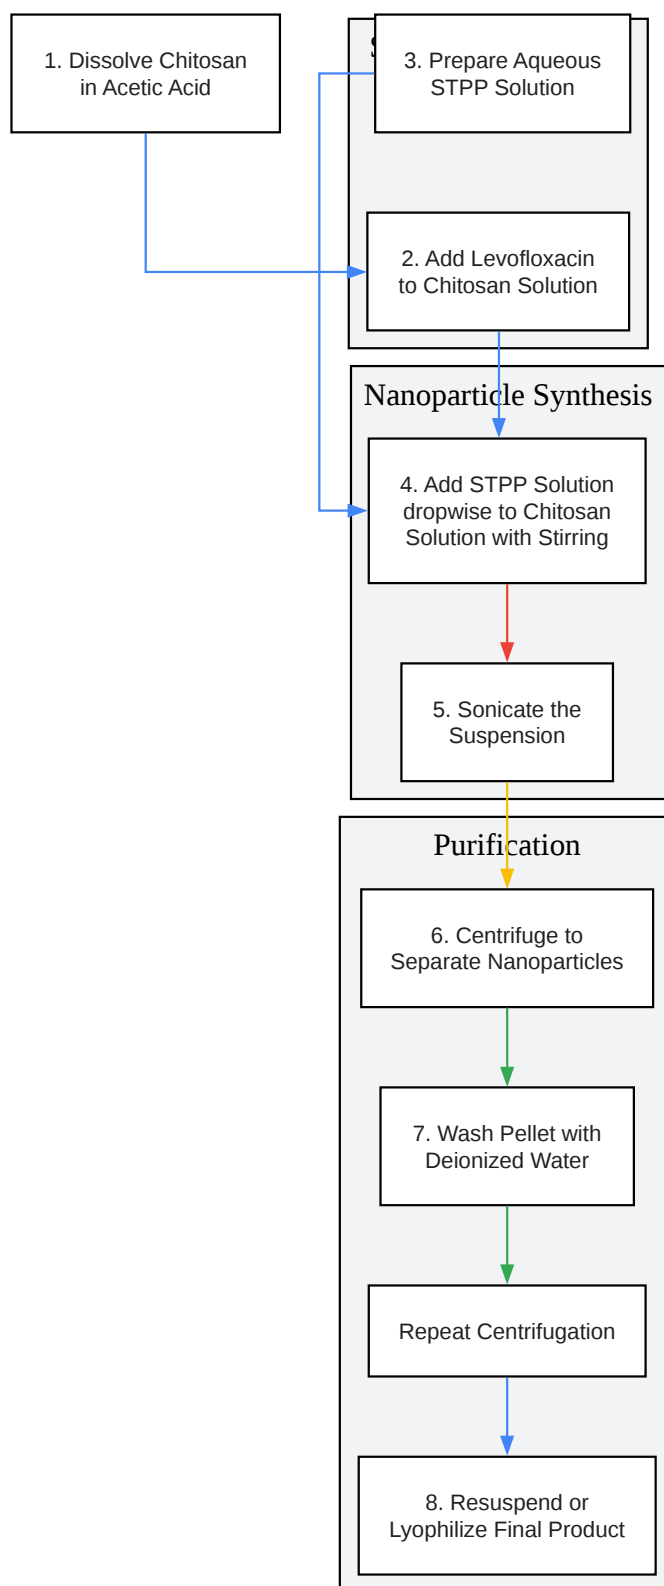 1. Dissolve Chitosan
in Acetic Acid
3. Prepare Aqueous
STPP Solution
2. Add Levofloxacin
to Chitosan Solution
Nanoparticle Synthesis
4. Add STPP Solution
dropwise to Chitosan
Solution with Stirring
5. Sonicate the
Suspension
Purification
6. Centrifuge to
Separate Nanoparticles
7. Wash Pellet with
Deionized Water
Repeat Centrifugation
8. Resuspend or
Lyophilize Final Product